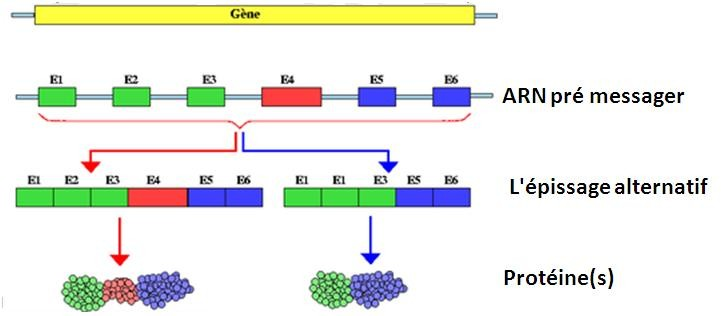 Gène
E1 E2 E3 E4 E5 E6
ARN pré messager
E1 E2 E3 E4 E5 E6
E1 E1 E3 E5 E6
L'épissage alternatif
Protéine(s)